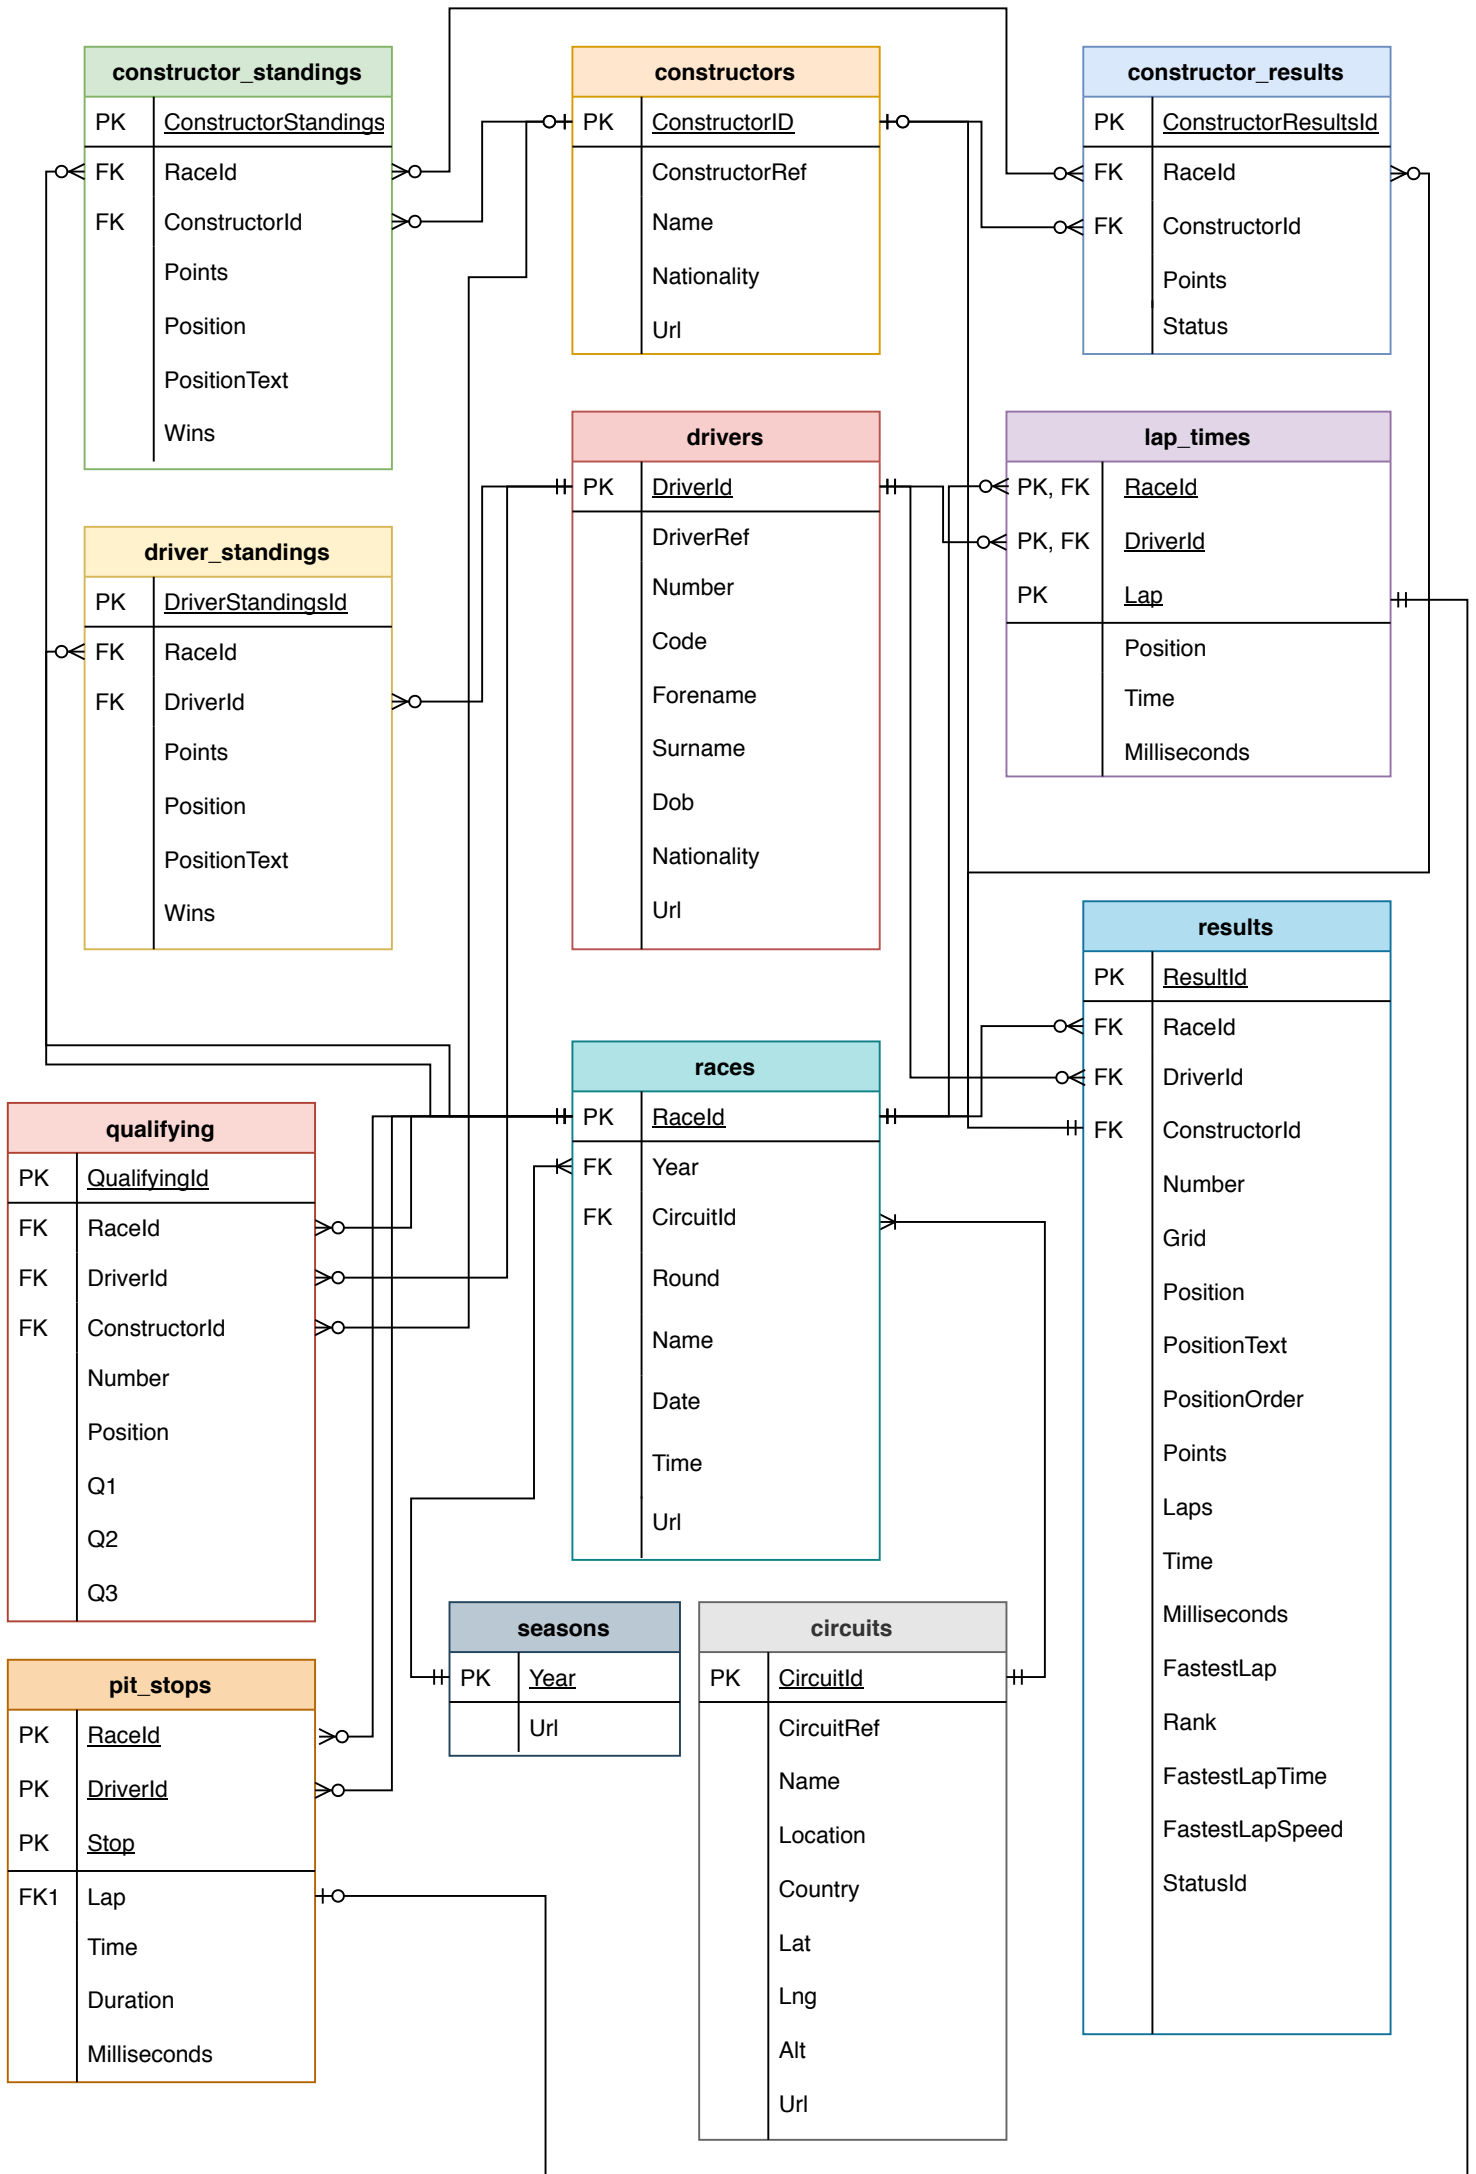 constructor_standings
PK ConstructorStandings
FK RaceId
FK ConstructorId
Points
Position
PositionText
Wins
constructors
PK ConstructorID
ConstructorRef
Name
Nationality
Url
constructor_results
PK ConstructorResultsId
FK RaceId
FK ConstructorId
Points
Status
driver_standings
PK DriverStandingsId
FK RaceId
FK DriverId
Points
Position
PositionText
Wins
drivers
PK DriverId
DriverRef
Number
Code
Forename
Surname
Dob
Nationality
Url
lap_times
PK, FK RaceId
PK, FK DriverId
PK Lap
Position
Time
Milliseconds
qualifying
PK QualifyingId
FK RaceId
FK DriverId
FK ConstructorId
Number
Position
Q1
Q2
Q3
races
PK RaceId
FK Year
FK CircuitId
Round
Name
Date
Time
Url
results
PK ResultId
FK RaceId
FK DriverId
FK ConstructorId
Number
Grid
Position
PositionText
PositionOrder
Points
Laps
Time
Milliseconds
FastestLap
Rank
FastestLapTime
FastestLapSpeed
StatusId
pit_stops
PK RaceId
PK DriverId
PK Stop
FK1 Lap
Time
Duration
Milliseconds
seasons
PK Year
Url
circuits
PK CircuitId
CircuitRef
Name
Location
Country
Lat
Lng
Alt
Url